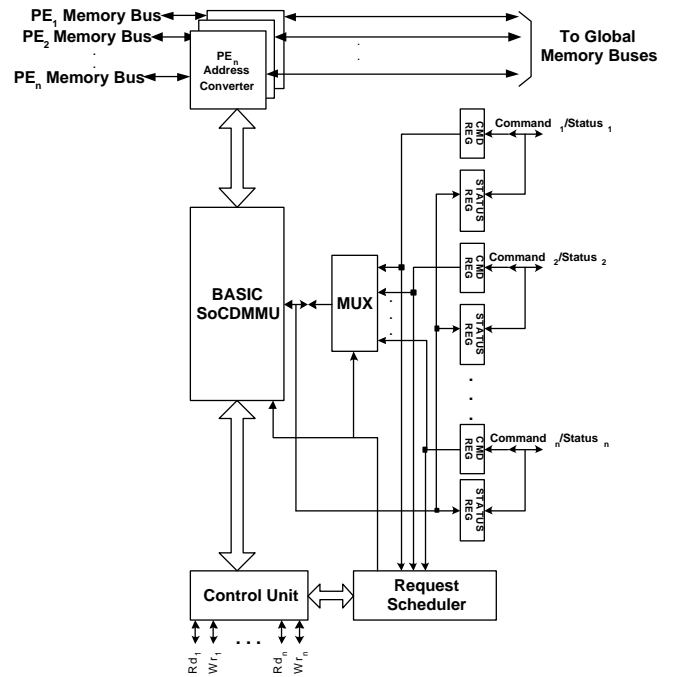 PE1 Memory Bus
PE2 Memory Bus
.
.
PEn Memory Bus
PEn
Address
Converter
.
.
To Global
Memory Buses
CMD
REG
Command 1/Status 1
STATUS
REG
BASIC
SoCDMMU
MUX
.
.
.
.
CMD
REG
Command 2/Status 2
STATUS
REG
.
.
.
CMD
REG
Command n/Status n
STATUS
REG
Control Unit
Request
Scheduler
Rd1
Wr1
...
Rdn
Wrn